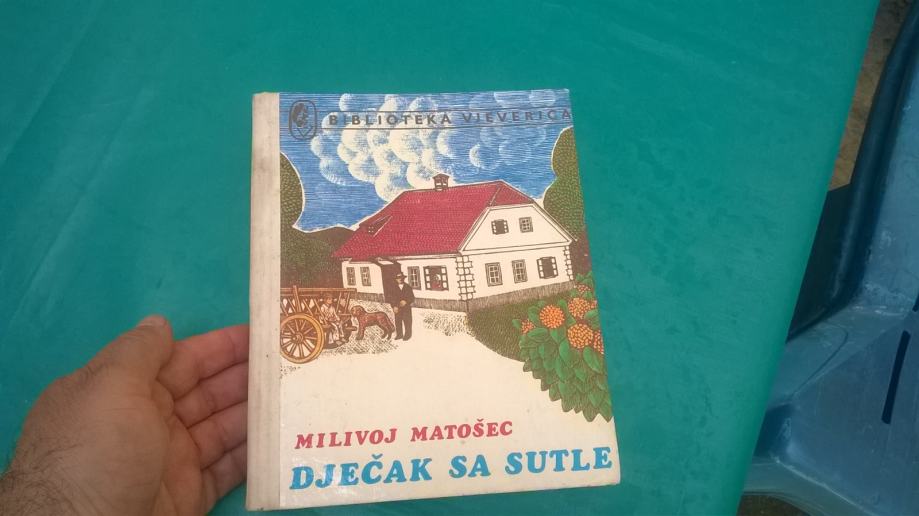 BIBLIOTEKA VJEVERICA
MILIVOJ MATOŠEC
DJEČAK SA SUTLE